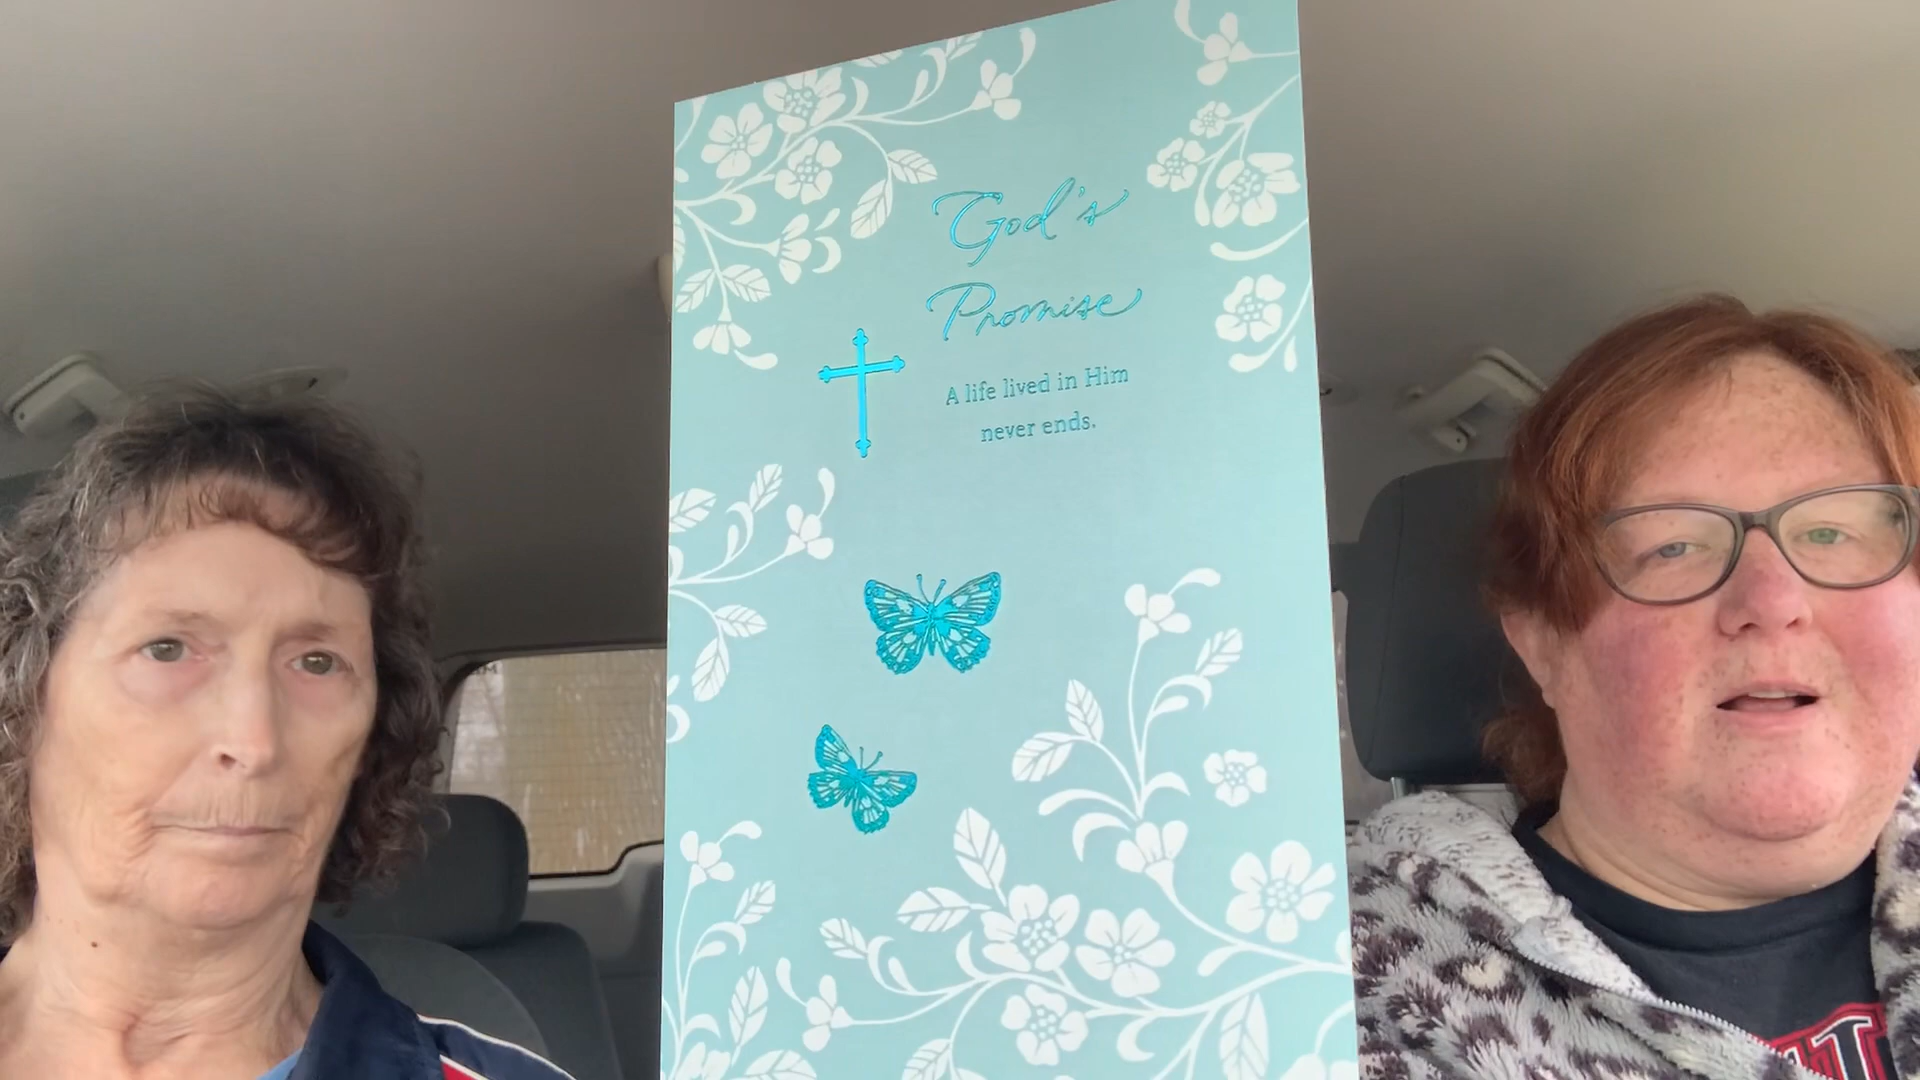 God's
Promise
A life lived in Him
never ends.